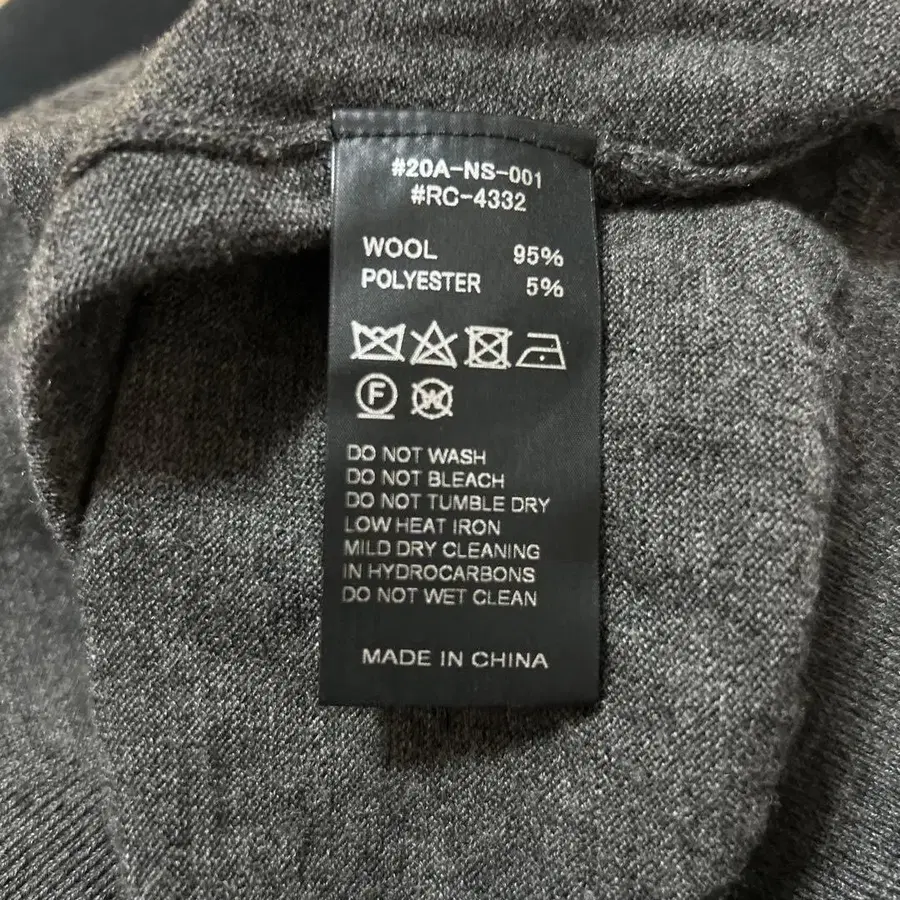 #20A-NS-001
#RC-4332
WOOL 95%
POLYESTER 5%
F W
DO NOT WASH
DO NOT BLEACH
DO NOT TUMBLE DRY
LOW HEAT IRON
MILD DRY CLEANING
IN HYDROCARBONS
DO NOT WET CLEAN
MADE IN CHINA